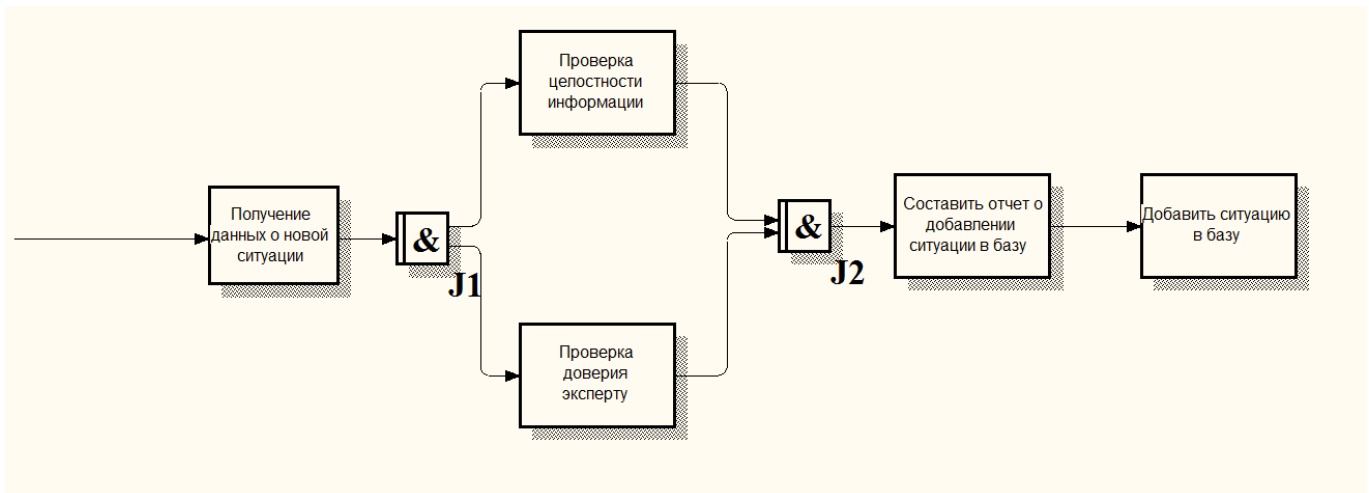 Проверка
целостности
информации
Получение
данных о новой
ситуации
&
J1
Проверка
доверия
эксперту
&
J2
Составить отчет о
добавлении
ситуации в базу
Добавить ситуацию
в базу